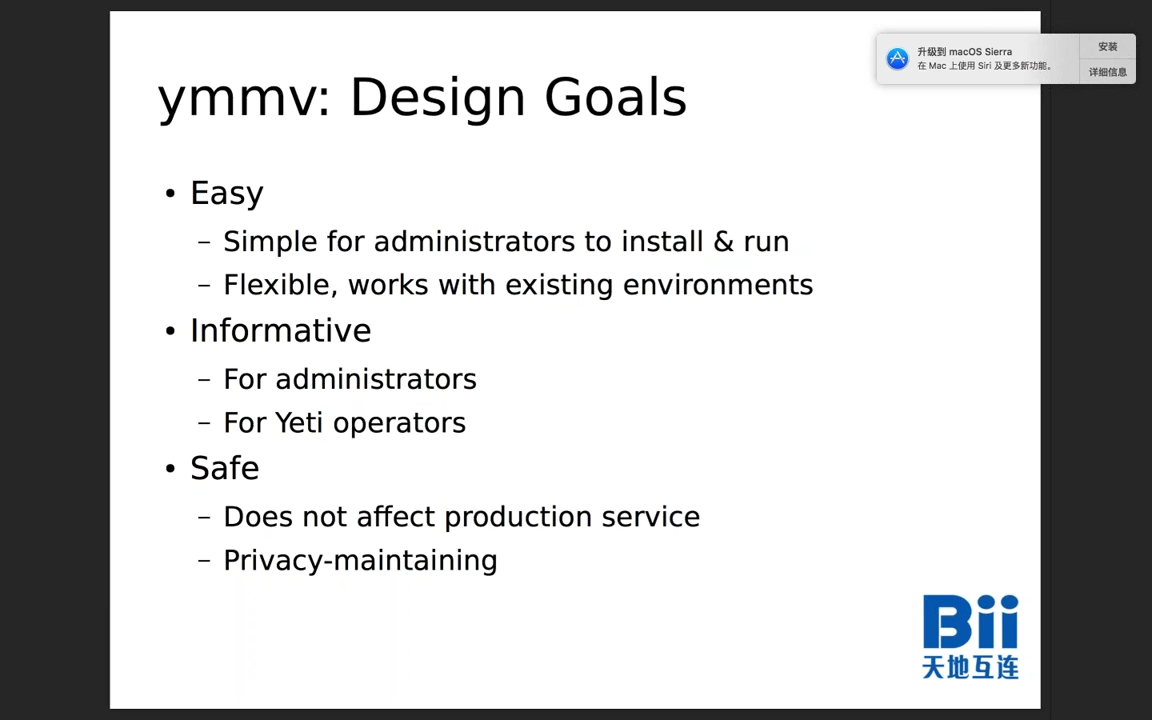 ymmv: Design Goals
升级到 macOS Sierra
在 Mac 上使用 Siri 及更多新功能。
安装
详细信息
• Easy
– Simple for administrators to install & run
– Flexible, works with existing environments
• Informative
– For administrators
– For Yeti operators
• Safe
– Does not affect production service
– Privacy-maintaining
Bii
天地互连